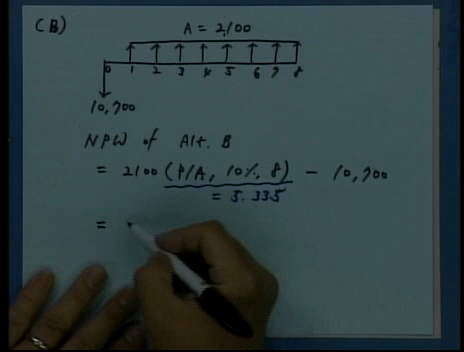 (B)
A = 2,100
0 1 2 3 4 5 6 7 8
10,700
NPW of Alt. B
= 2100 (P/A, 10%, 8) - 10,700
= 5.335
=